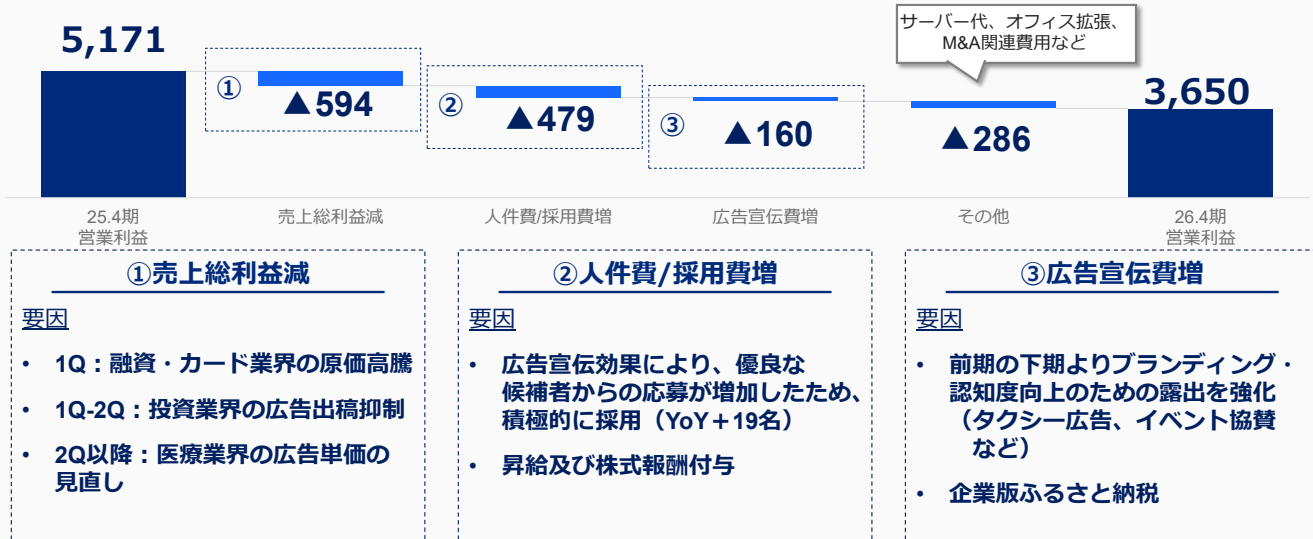 サーバー代、オフィス拡張、
M&A関連費用など
5,171
①
▲594
②
▲479
③
▲160
▲286
3,650
25.4期
営業利益
売上総利益減
人件費/採用費増
広告宣伝費増
その他
26.4期
営業利益
①売上総利益減
要因
• 1Q：融資・カード業界の原価高騰
• 1Q-2Q：投資業界の広告出稿抑制
• 2Q以降：医療業界の広告単価の
見直し
②人件費/採用費増
要因
• 広告宣伝効果により、優良な
候補者からの応募が増加したため、
積極的に採用（YoY＋19名）
• 昇給及び株式報酬付与
③広告宣伝費増
要因
• 前期の下期よりブランディング・
認知度向上のための露出を強化
（タクシー広告、イベント協賛
など）
• 企業版ふるさと納税